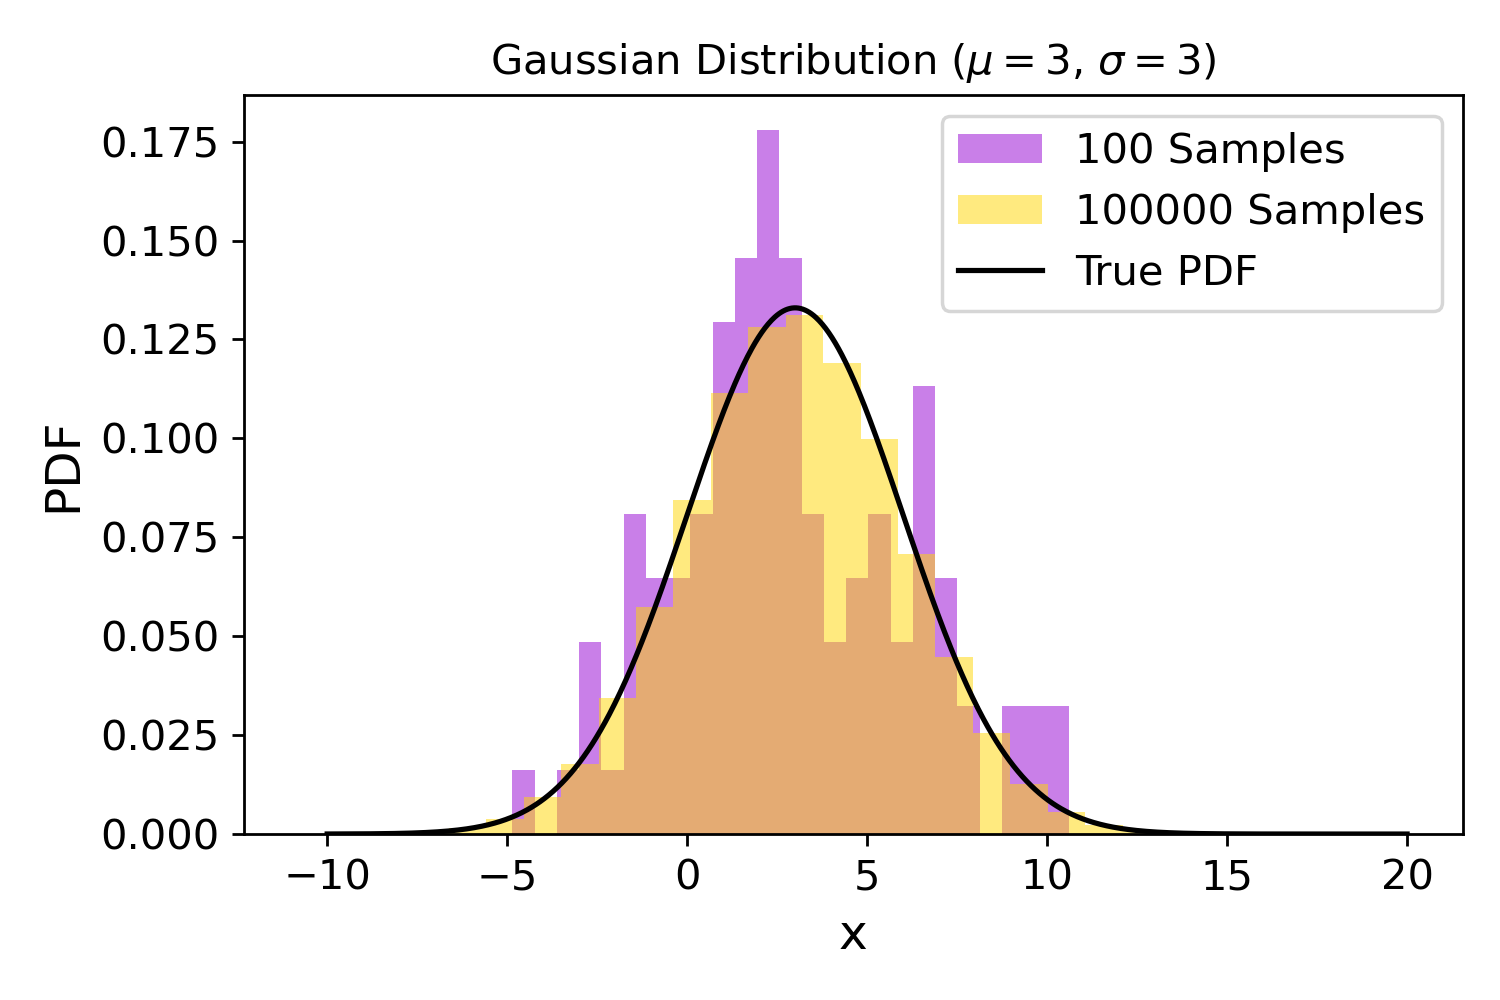 Gaussian Distribution (μ = 3, σ = 3)
100 Samples
100000 Samples
True PDF
PDF
0.175
0.150
0.125
0.100
0.075
0.050
0.025
0.000
−10
−5
0
5
10
15
20
x